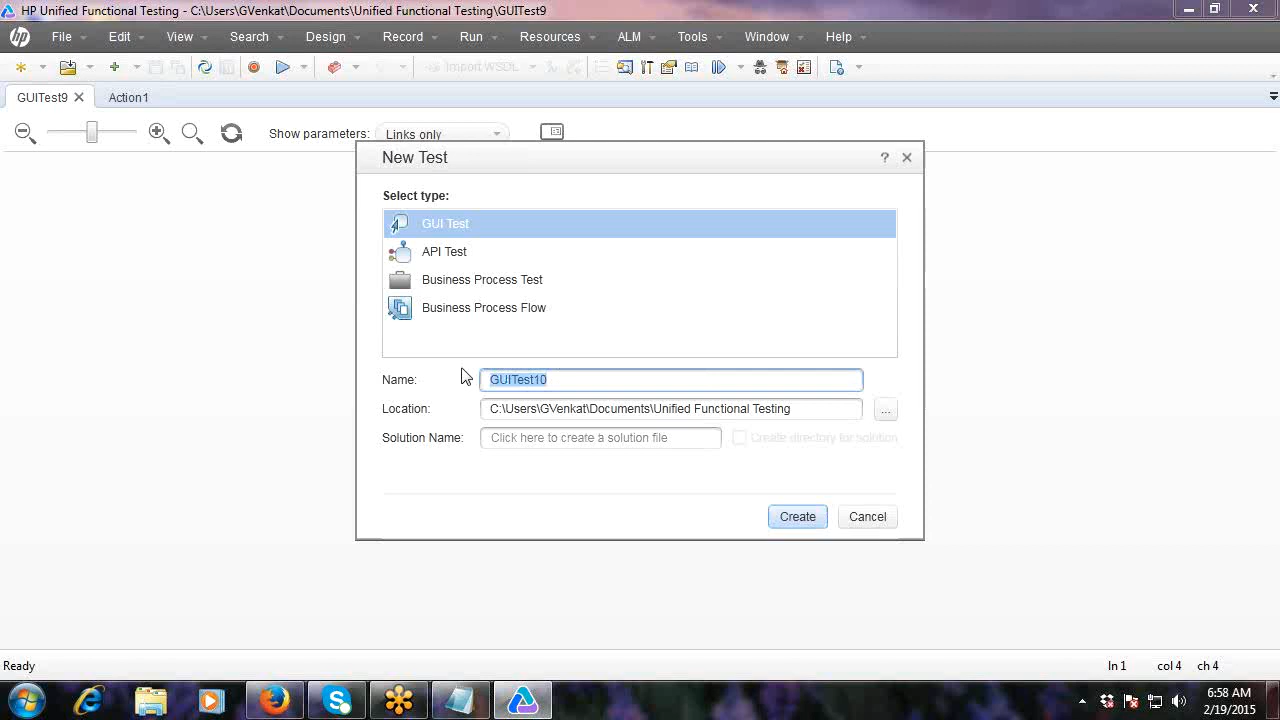 HP Unified Functional Testing - C:\Users\GVenkat\Documents\Unified Functional Testing\GUITest9
hp File Edit View Search Design Record Run Resources ALM Tools Window Help
Import WSDL
GUITest9 Action1
Show parameters: Links only
New Test
Select type:
GUI Test
API Test
Business Process Test
Business Process Flow
Name: GUITest10
Location: C:\Users\GVenkat\Documents\Unified Functional Testing ...
Solution Name: Click here to create a solution file Create directory for solution
Create Cancel
Ready ln 1 col 4 ch 4
6:58 AM
2/19/2015